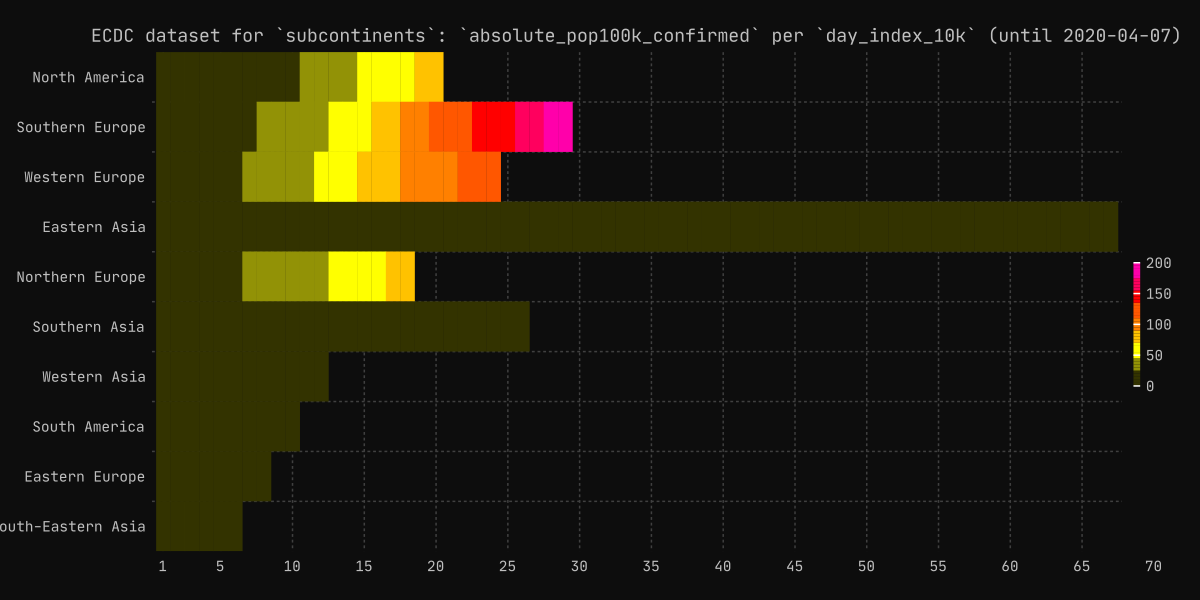 ECDC dataset for `subcontinents`: `absolute_pop100k_confirmed` per `day_index_10k` (until 2020-04-07)
North America
Southern Europe
Western Europe
Eastern Asia
Northern Europe
Southern Asia
Western Asia
South America
Eastern Europe
outh-Eastern Asia
200
150
100
50
0
1 5 10 15 20 25 30 35 40 45 50 55 60 65 70